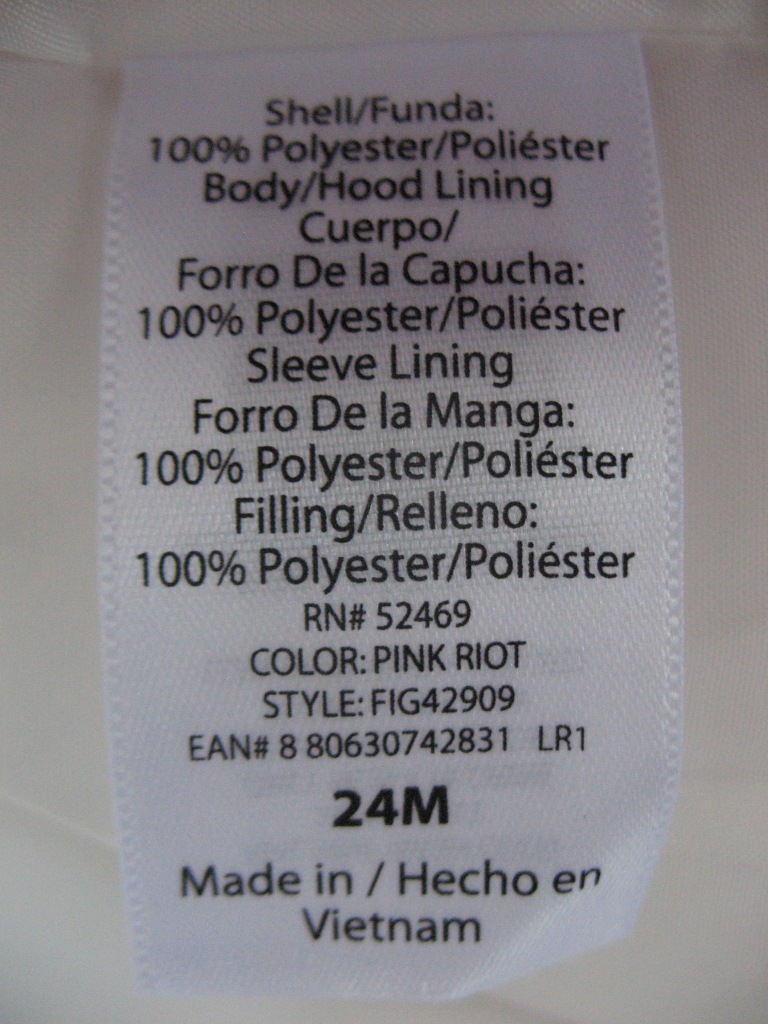 Shell/Funda:
100% Polyester/Poliéster
Body/Hood Lining
Cuerpo/
Forro De la Capucha:
100% Polyester/Poliéster
Sleeve Lining
Forro De la Manga:
100% Polyester/Poliéster
Filling/Relleno:
100% Polyester/Poliéster
RN# 52469
COLOR: PINK RIOT
STYLE: FIG42909
EAN# 8 80630742831 LR1
24M
Made in / Hecho en
Vietnam